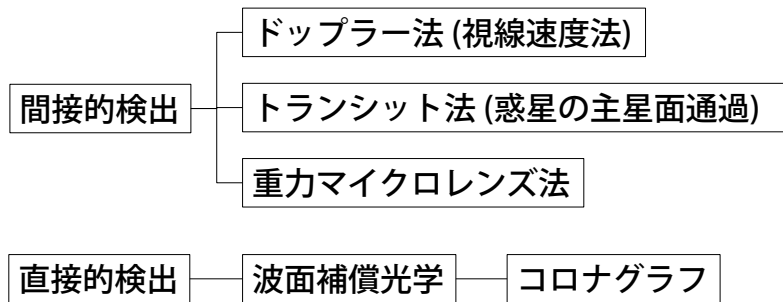 ドップラー法 (視線速度法)
間接的検出
トランシット法 (惑星の主星面通過)
重力マイクロレンズ法
直接的検出
波面補償光学
コロナグラフ